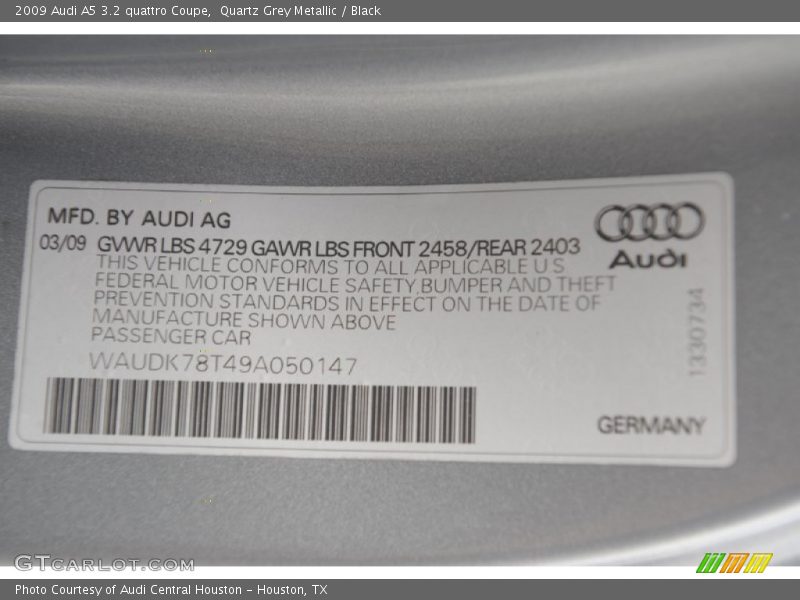 2009 Audi A5 3.2 quattro Coupe,  Quartz Grey Metallic / Black
MFD. BY AUDI AG
03/09 GVWR LBS 4729 GAWR LBS FRONT 2458/REAR 2403
THIS VEHICLE CONFORMS TO ALL APPLICABLE U S
FEDERAL MOTOR VEHICLE SAFETY,BUMPER AND THEFT
PREVENTION STANDARDS IN EFFECT ON THE DATE OF
MANUFACTURE SHOWN ABOVE
PASSENGER CAR
WAUDK78T49A050147
Audi
1330734
GERMANY
GTCARLOT.COM
Photo Courtesy of Audi Central Houston - Houston, TX